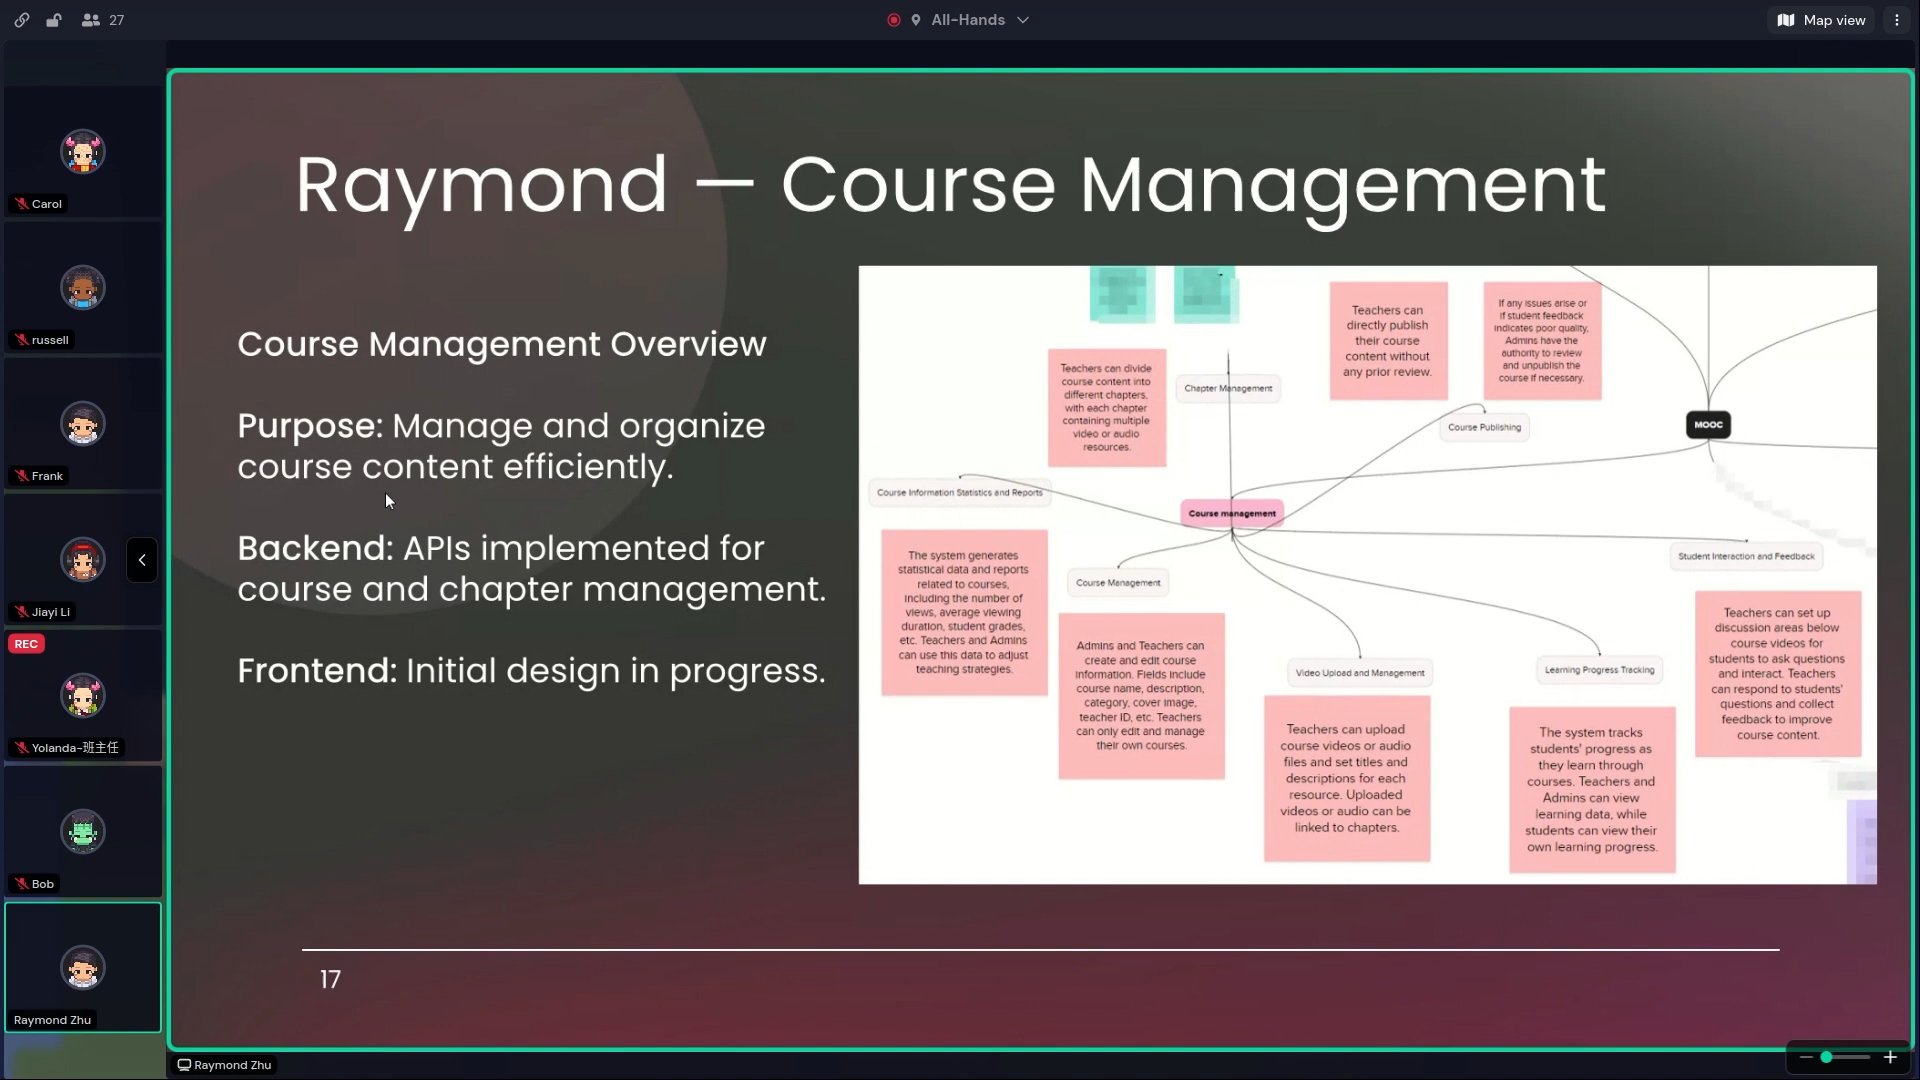 27
All-Hands
Map view
Carol
russell
Frank
Jiayi Li
REC
Yolanda-班主任
Bob
Raymond Zhu
Raymond — Course Management
Course Management Overview
Purpose: Manage and organize
course content efficiently.
Backend: APIs implemented for
course and chapter management.
Frontend: Initial design in progress.
Teachers can divide
course content into
different chapters,
with each chapter
containing multiple
video or audio
resources.
Chapter Management
Teachers can
directly publish
their course
content without
any prior review.
If any issues arise or
if student feedback
indicates poor quality,
Admins have the
authority to review
and unpublish the
course if necessary.
Course Publishing
MOOC
Course Information Statistics and Reports
Course management
The system generates
statistical data and reports
related to courses,
including the number of
views, average viewing
duration, student grades,
etc. Teachers and Admins
can use this data to adjust
teaching strategies.
Course Management
Admins and Teachers can
create and edit course
information. Fields include
course name, description,
category, cover image,
teacher ID, etc. Teachers
can only edit and manage
their own courses.
Video Upload and Management
Teachers can upload
course videos or audio
files and set titles and
descriptions for each
resource. Uploaded
videos or audio can be
linked to chapters.
Learning Progress Tracking
The system tracks
students' progress as
they learn through
courses. Teachers and
Admins can view
learning data, while
students can view their
own learning progress.
Student Interaction and Feedback
Teachers can set up
discussion areas below
course videos for
students to ask questions
and interact. Teachers
can respond to students'
questions and collect
feedback to improve
course content.
17
Raymond Zhu